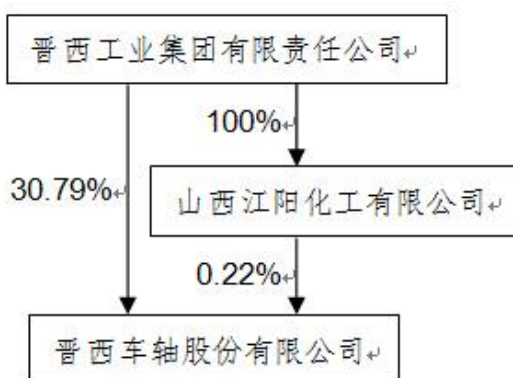 晋西工业集团有限责任公司
100%
30.79%
山西江阳化工有限公司
0.22%
晋西车轴股份有限公司